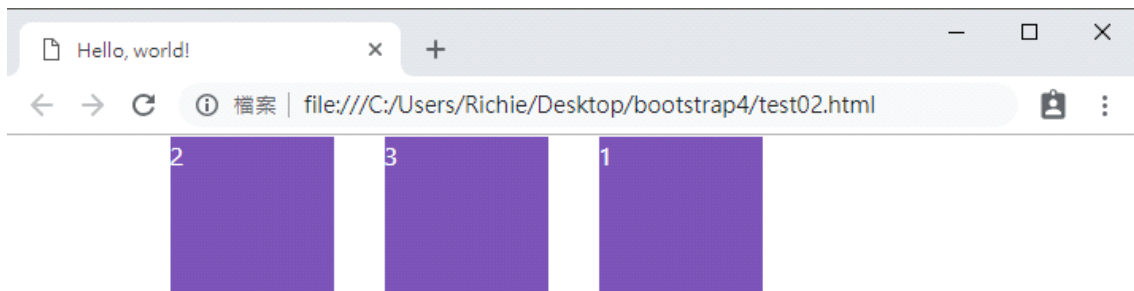 Hello, world!
檔案 file:///C:/Users/Richie/Desktop/bootstrap4/test02.html
2 3 1